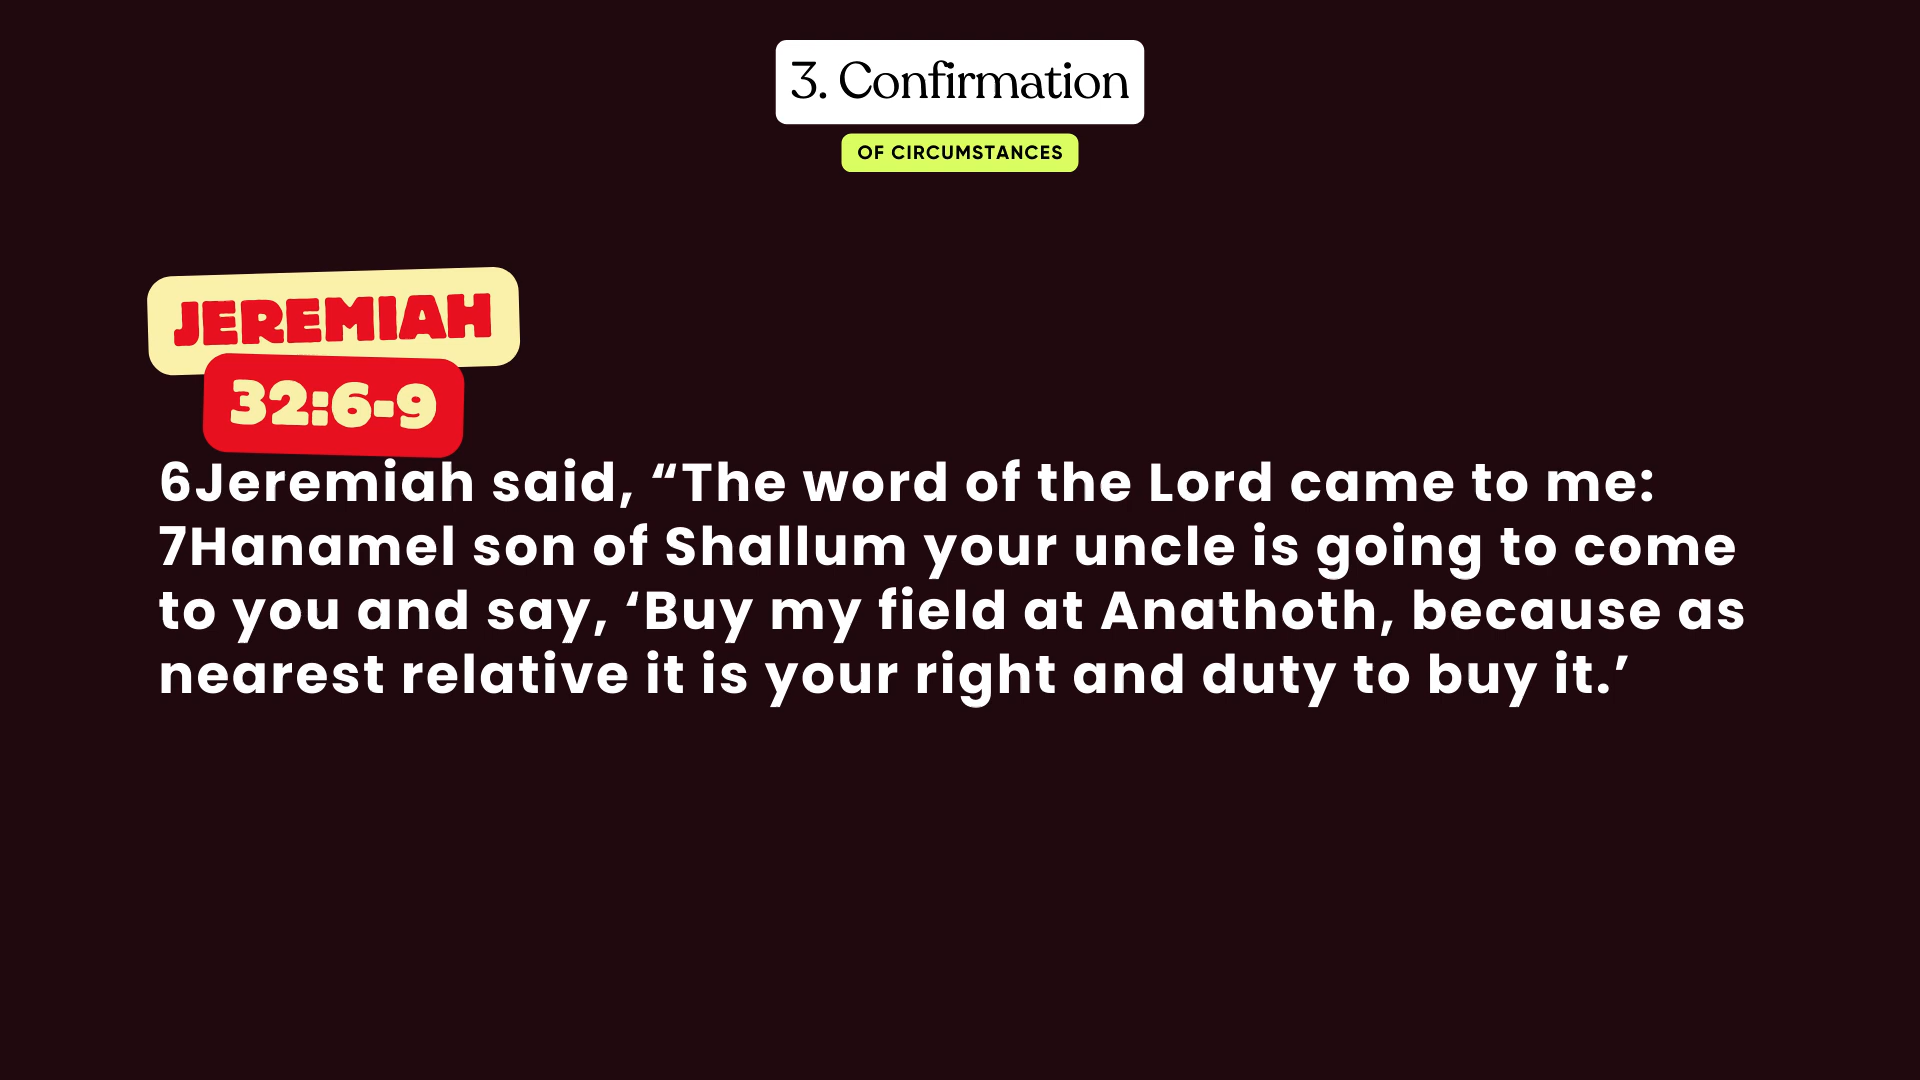 3. Confirmation
OF CIRCUMSTANCES
JEREMIAH
32:6-9
6Jeremiah said, “The word of the Lord came to me:
7Hanamel son of Shallum your uncle is going to come
to you and say, ‘Buy my field at Anathoth, because as
nearest relative it is your right and duty to buy it.’